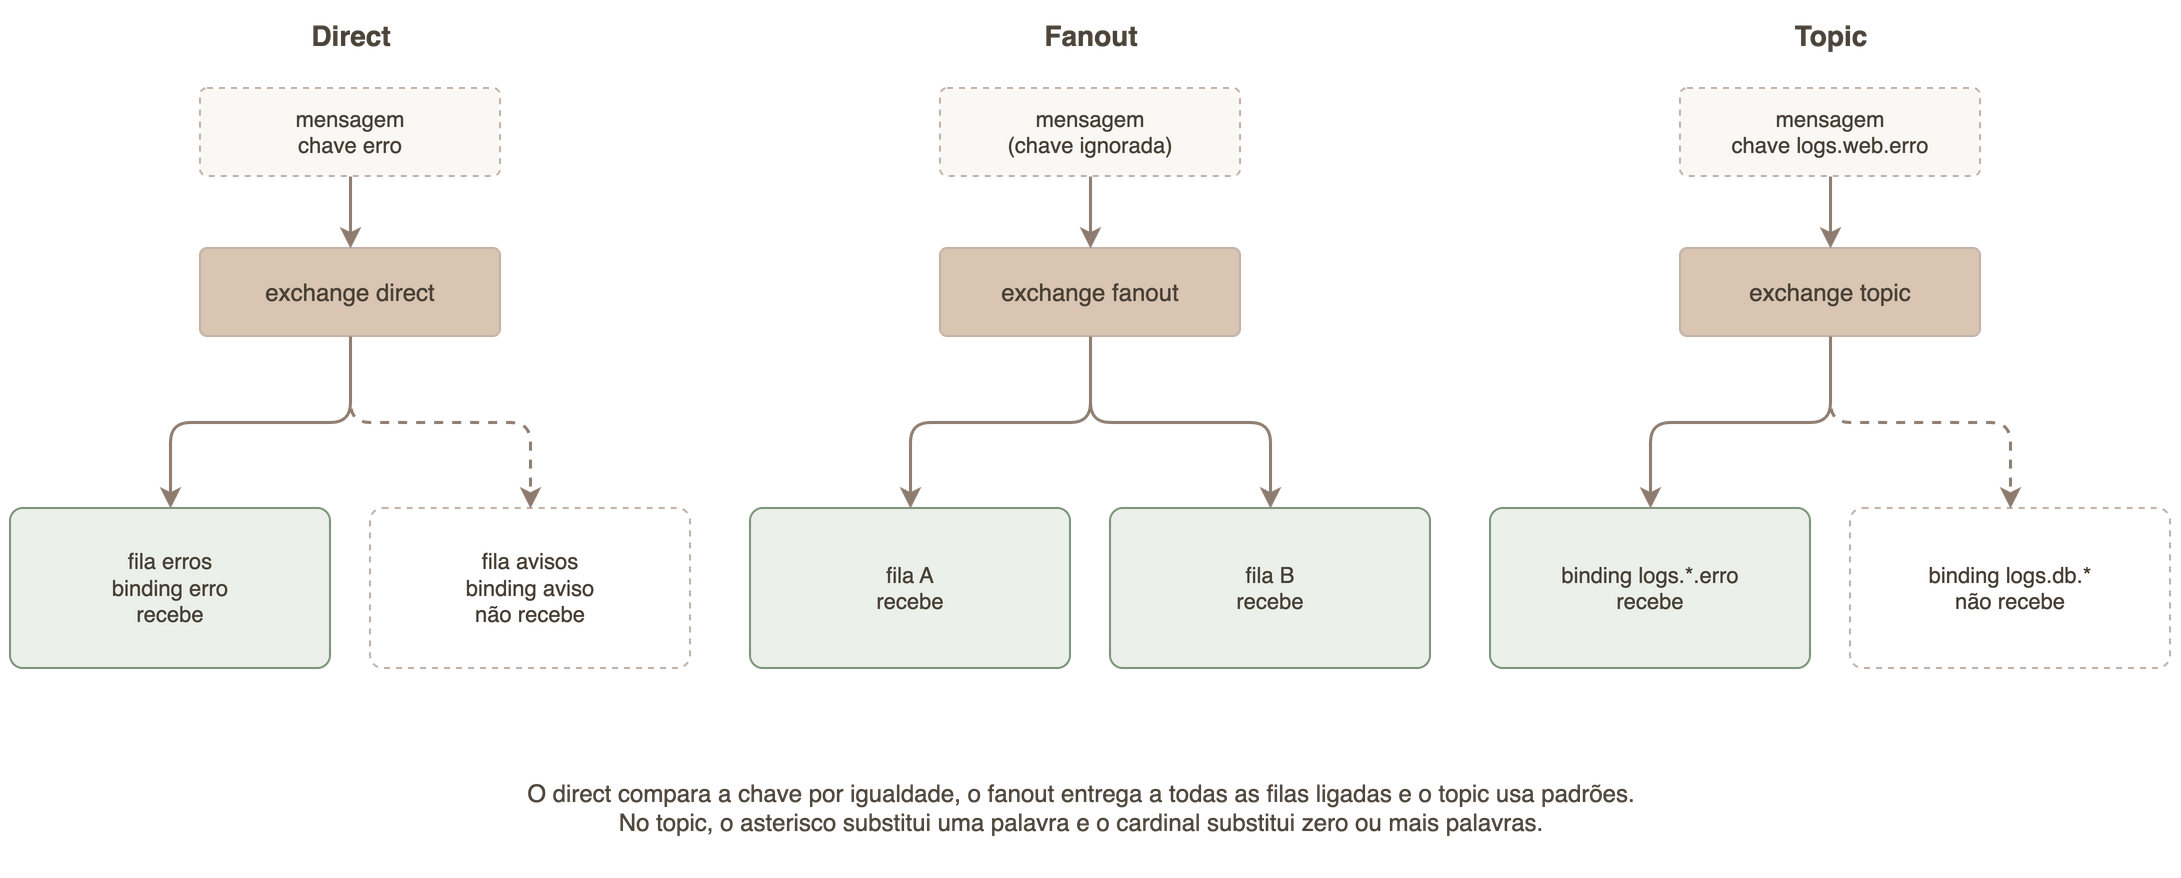 Direct
mensagem
chave erro
exchange direct
fila erros
binding erro
recebe
fila avisos
binding aviso
não recebe
Fanout
mensagem
(chave ignorada)
exchange fanout
fila A
recebe
fila B
recebe
Topic
mensagem
chave logs.web.erro
exchange topic
binding logs.*.erro
recebe
binding logs.db.*
não recebe
O direct compara a chave por igualdade, o fanout entrega a todas as filas ligadas e o topic usa padrões.
No topic, o asterisco substitui uma palavra e o cardinal substitui zero ou mais palavras.